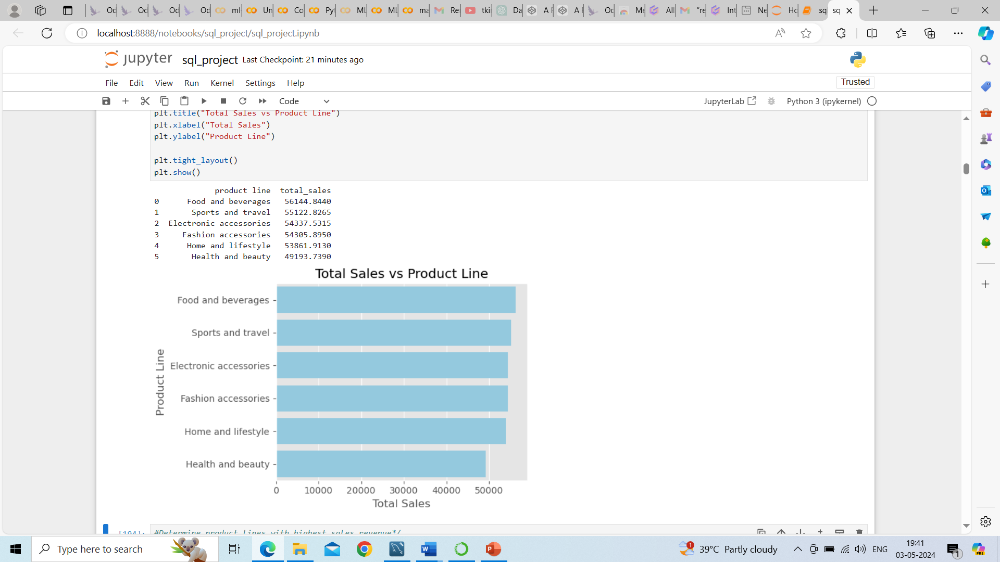 localhost:8888/notebooks/sql_project/sql_project.ipynb
jupyter sql_project Last Checkpoint: 21 minutes ago
File Edit View Run Kernel Settings Help
Trusted
Code
JupyterLab
Python 3 (ipykernel)
plt.title("Total Sales vs Product Line")
plt.xlabel("Total Sales")
plt.ylabel("Product Line")
plt.tight_layout()
plt.show()
product line total_sales
0 Food and beverages 56144.8440
1 Sports and travel 55122.8265
2 Electronic accessories 54337.5315
3 Fashion accessories 54305.8950
4 Home and lifestyle 53861.9130
5 Health and beauty 49193.7390
Total Sales vs Product Line
Product Line
Food and beverages
Sports and travel
Electronic accessories
Fashion accessories
Home and lifestyle
Health and beauty
0 10000 20000 30000 40000 50000
Total Sales
[194]: #Determine product lines with highest sales revenue*/
Type here to search
1
39°C Partly cloudy
ENG
19:41
03-05-2024
1